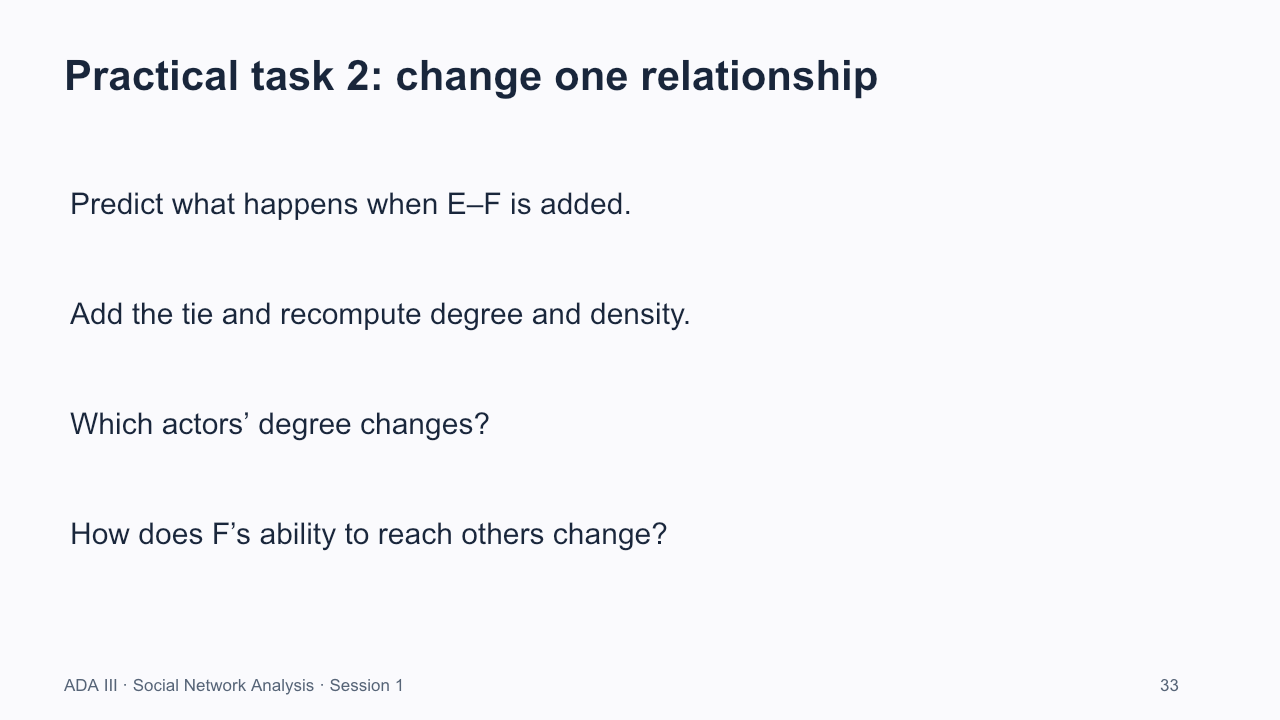 Practical task 2: change one relationship
Predict what happens when E–F is added.
Add the tie and recompute degree and density.
Which actors’ degree changes?
How does F’s ability to reach others change?
ADA III · Social Network Analysis · Session 1
33